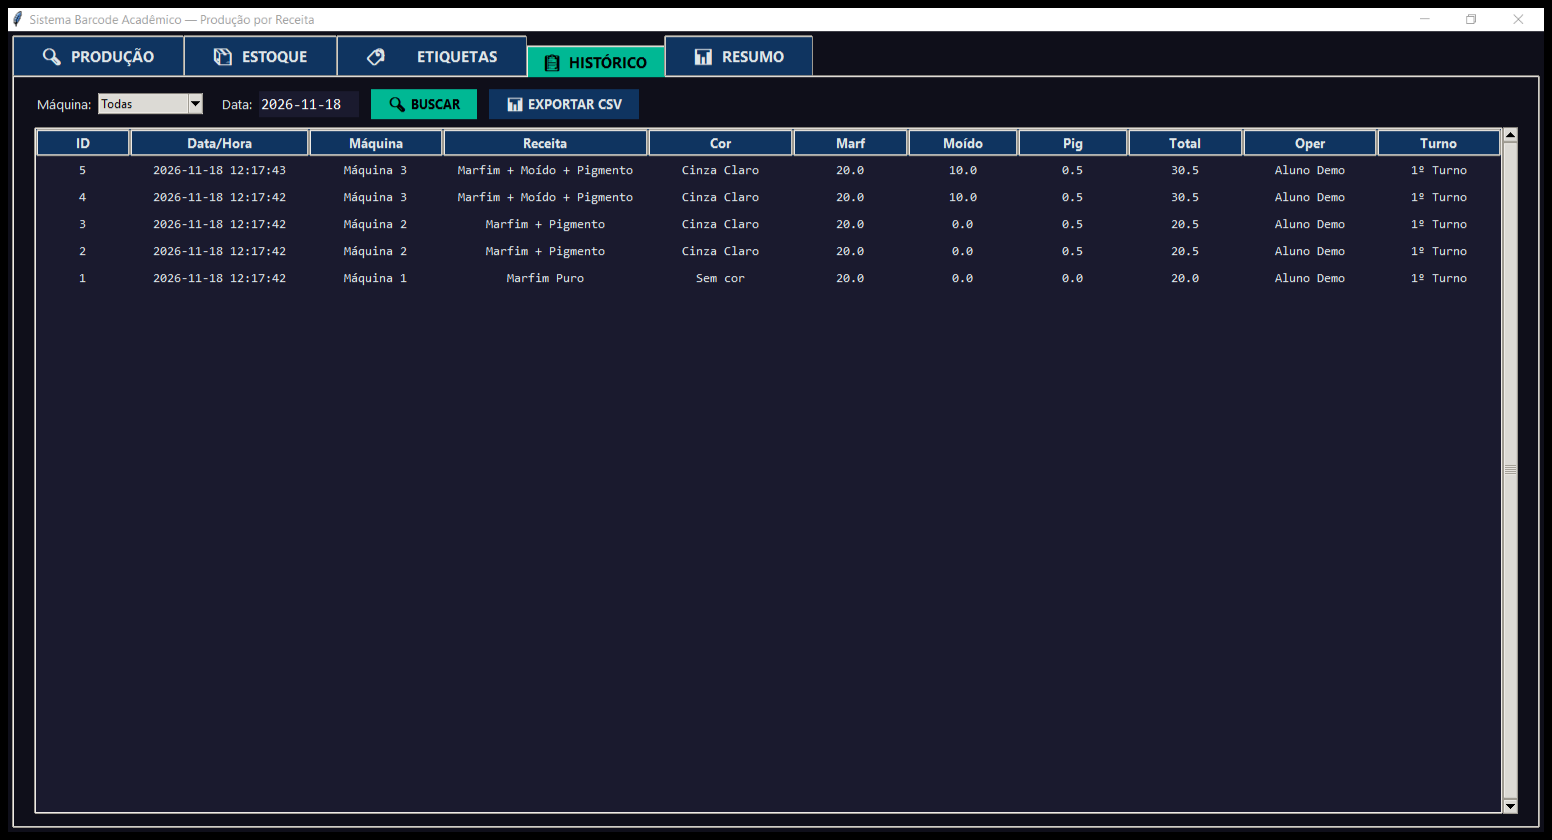 Sistema Barcode Acadêmico — Produção por Receita
PRODUÇÃO ESTOQUE ETIQUETAS HISTÓRICO RESUMO
Máquina: Todas Data: 2026-11-18 BUSCAR EXPORTAR CSV
ID Data/Hora Máquina Receita Cor Marf Moído Pig Total Oper Turno
5 2026-11-18 12:17:43 Máquina 3 Marfim + Moído + Pigmento Cinza Claro 20.0 10.0 0.5 30.5 Aluno Demo 1º Turno
4 2026-11-18 12:17:42 Máquina 3 Marfim + Moído + Pigmento Cinza Claro 20.0 10.0 0.5 30.5 Aluno Demo 1º Turno
3 2026-11-18 12:17:42 Máquina 2 Marfim + Pigmento Cinza Claro 20.0 0.0 0.5 20.5 Aluno Demo 1º Turno
2 2026-11-18 12:17:42 Máquina 2 Marfim + Pigmento Cinza Claro 20.0 0.0 0.5 20.5 Aluno Demo 1º Turno
1 2026-11-18 12:17:42 Máquina 1 Marfim Puro Sem cor 20.0 0.0 0.0 20.0 Aluno Demo 1º Turno